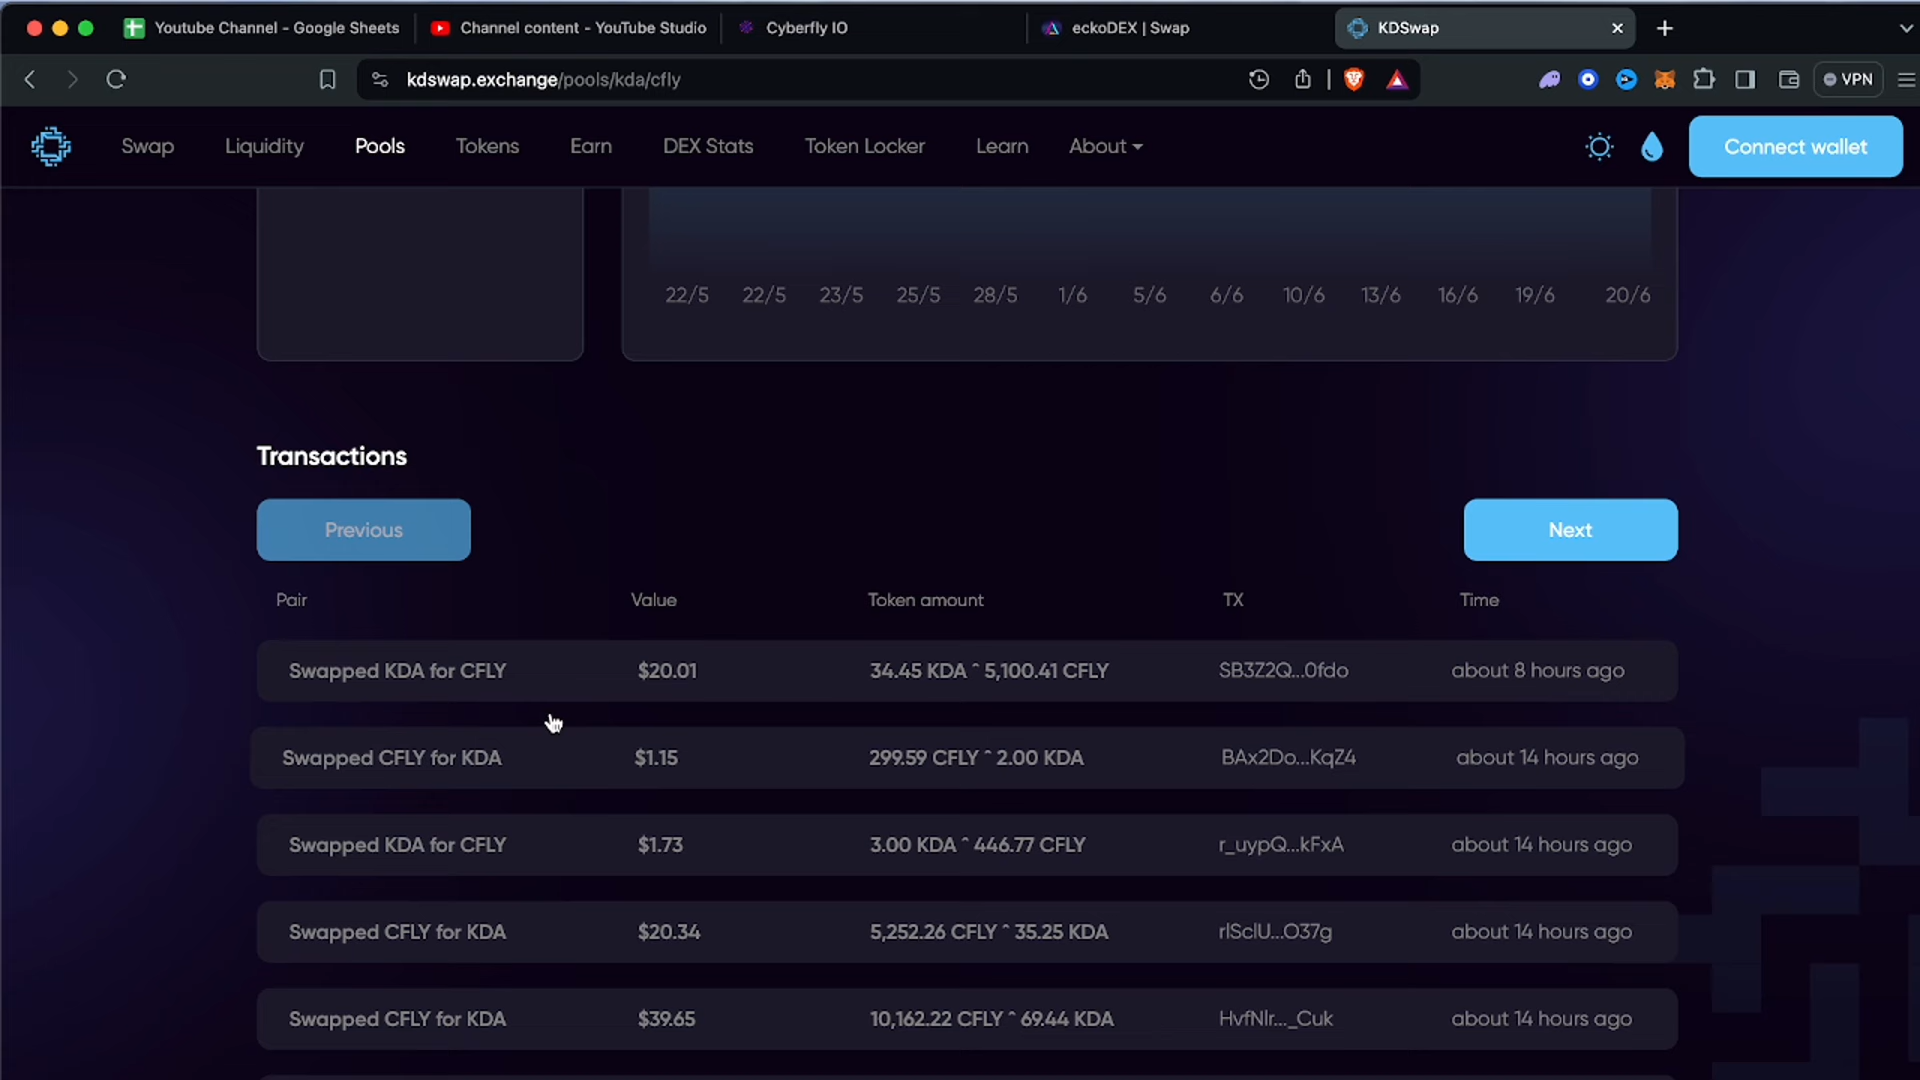 Youtube Channel - Google Sheets
Channel content - YouTube Studio
Cyberfly IO
eckoDEX | Swap
KDSwap
kdswap.exchange/pools/kda/cfly
VPN
Swap
Liquidity
Pools
Tokens
Earn
DEX Stats
Token Locker
Learn
About
Connect wallet
22/5 22/5 23/5 25/5 28/5 1/6 5/6 6/6 10/6 13/6 16/6 19/6 20/6
Transactions
Previous
Next
Pair Value Token amount TX Time
Swapped KDA for CFLY $20.01 34.45 KDA ^ 5,100.41 CFLY SB3Z2Q...0fdo about 8 hours ago
Swapped CFLY for KDA $1.15 299.59 CFLY ^ 2.00 KDA BAx2Do...KqZ4 about 14 hours ago
Swapped KDA for CFLY $1.73 3.00 KDA ^ 446.77 CFLY r_uypQ...kFxA about 14 hours ago
Swapped CFLY for KDA $20.34 5,252.26 CFLY ^ 35.25 KDA rlSclU...O37g about 14 hours ago
Swapped CFLY for KDA $39.65 10,162.22 CFLY ^ 69.44 KDA HvfNlr..._Cuk about 14 hours ago